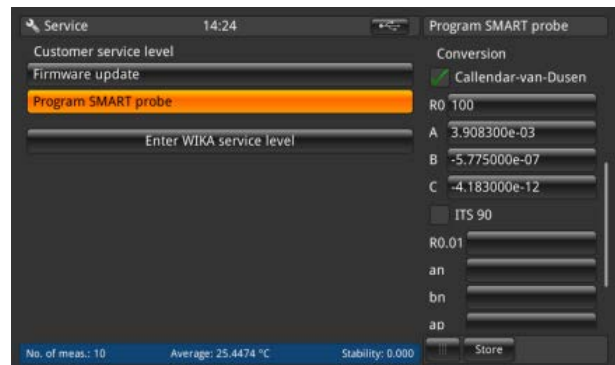 Service 14:24
Customer service level
Firmware update
Program SMART probe
Enter WIKA service level
No. of meas.: 10 Average: 25.4474 °C Stability: 0.000
Program SMART probe
Conversion
Callendar-van-Dusen
R0 100
A 3.908300e-03
B -5.775000e-07
C -4.183000e-12
ITS 90
R0.01
an
bn
ap
Store